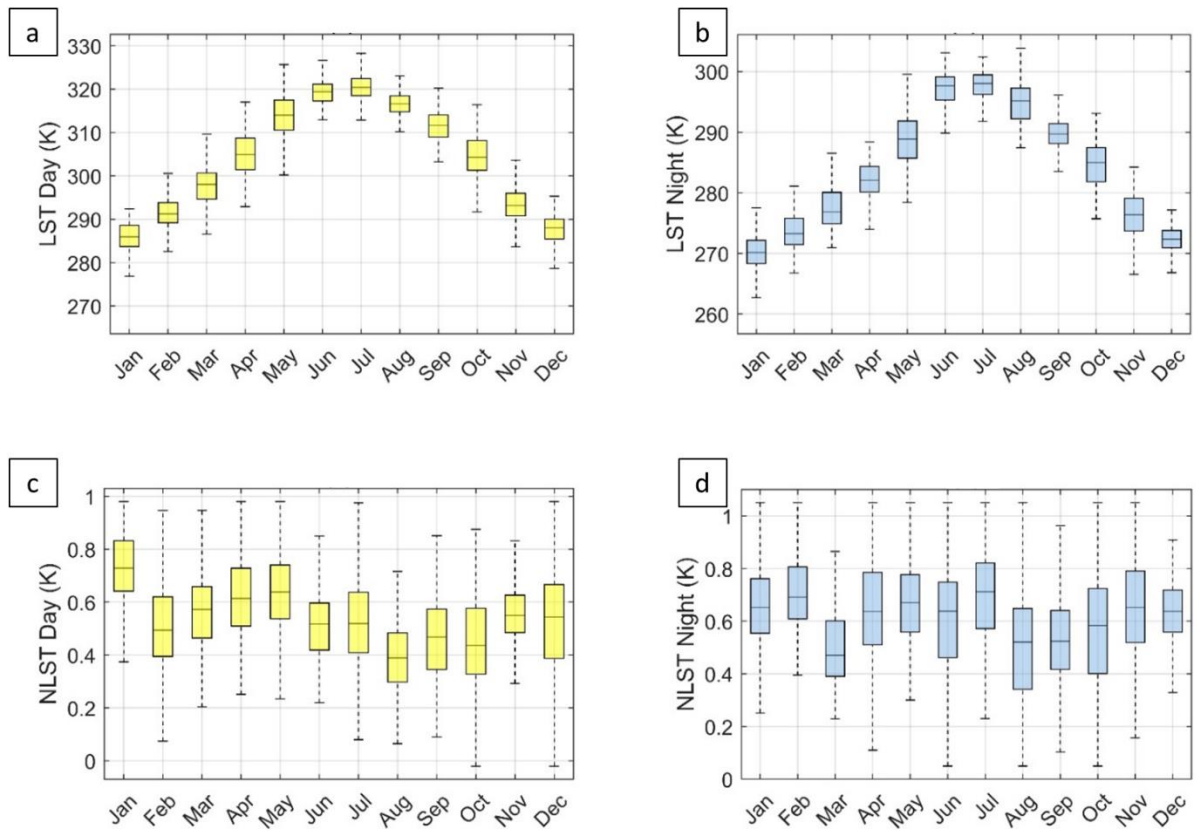 a
LST Day (K)
330
320
310
300
290
280
270
Jan Feb Mar Apr May Jun Jul Aug Sep Oct Nov Dec
b
LST Night (K)
300
290
280
270
260
Jan Feb Mar Apr May Jun Jul Aug Sep Oct Nov Dec
c
NLST Day (K)
1
0.8
0.6
0.4
0.2
0
Jan Feb Mar Apr May Jun Jul Aug Sep Oct Nov Dec
d
NLST Night (K)
1
0.8
0.6
0.4
0.2
0
Jan Feb Mar Apr May Jun Jul Aug Sep Oct Nov Dec